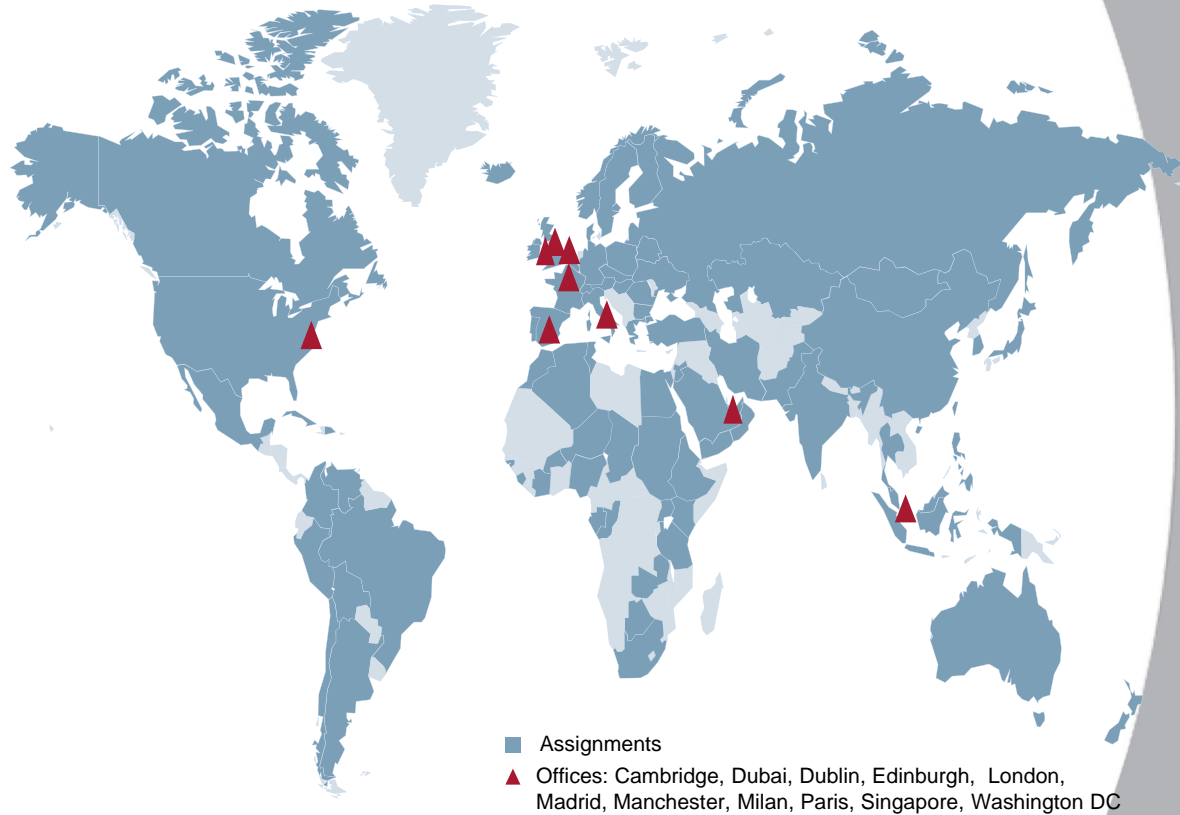 Assignments
Offices: Cambridge, Dubai, Dublin, Edinburgh, London,
Madrid, Manchester, Milan, Paris, Singapore, Washington DC